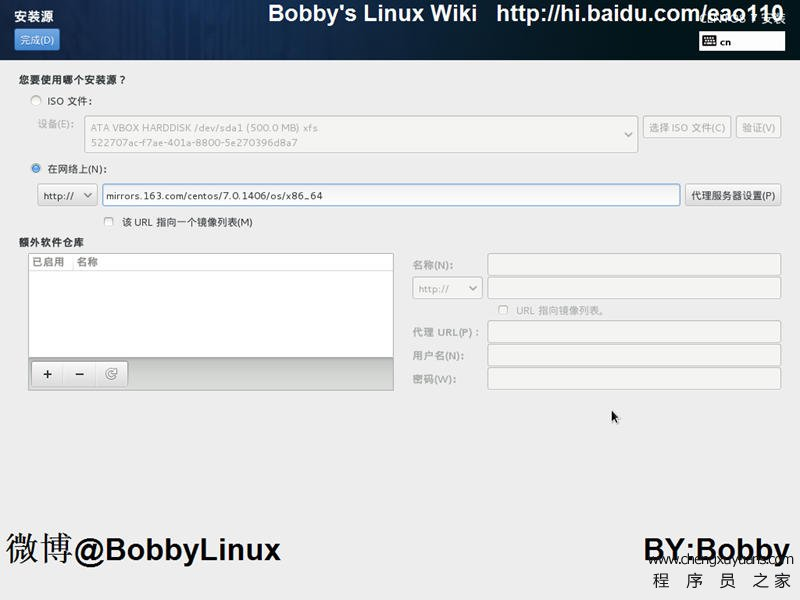 安装源
Bobby's Linux Wiki http://hi.baidu.com/eao110
CENTOS 7 安装
完成(D)
cn
您要使用哪个安装源？
ISO 文件:
设备(E):
ATA VBOX HARDDISK /dev/sda1 (500.0 MB) xfs
522707ac-f7ae-401a-8800-5e270396d8a7
选择 ISO 文件(C)
验证(V)
在网络上(N):
http://
mirrors.163.com/centos/7.0.1406/os/x86_64
代理服务器设置(P)
该 URL 指向一个镜像列表(M)
额外软件仓库
已启用 名称
名称(N):
http://
URL 指向镜像列表。
代理 URL(P)：
用户名(N):
密码(W):
微博@BobbyLinux
BY:Bobby
www.chengxuyuans.com
程 序 员 之 家